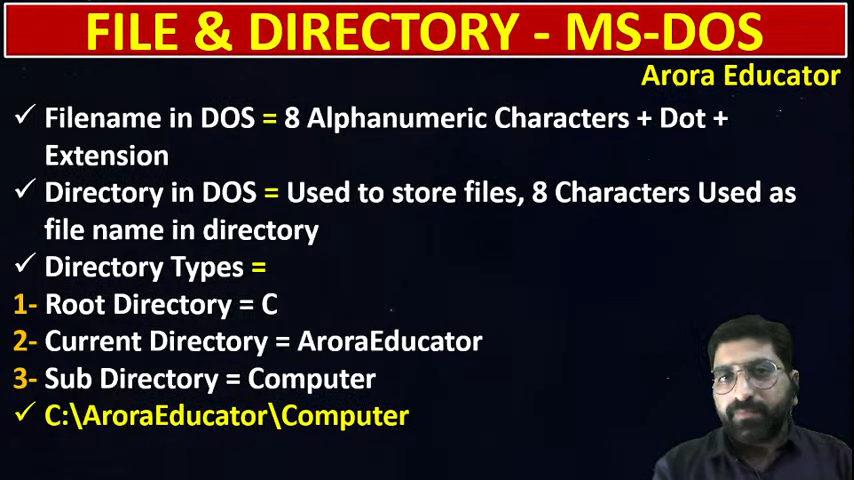 FILE & DIRECTORY - MS-DOS
Arora Educator
✓ Filename in DOS = 8 Alphanumeric Characters + Dot +
Extension
✓ Directory in DOS = Used to store files, 8 Characters Used as
file name in directory
✓ Directory Types =
1- Root Directory = C
2- Current Directory = AroraEducator
3- Sub Directory = Computer
✓ C:\AroraEducator\Computer